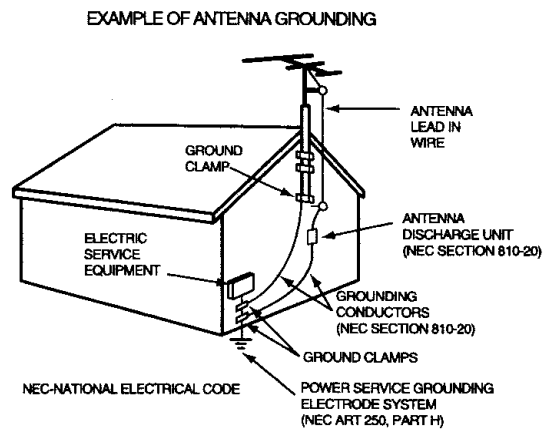 EXAMPLE OF ANTENNA GROUNDING
ANTENNA
LEAD IN
WIRE
GROUND
CLAMP
ANTENNA
DISCHARGE UNIT
(NEC SECTION 810-20)
ELECTRIC
SERVICE
EQUIPMENT
GROUNDING
CONDUCTORS
(NEC SECTION 810-20)
GROUND CLAMPS
NEC-NATIONAL ELECTRICAL CODE
POWER SERVICE GROUNDING
ELECTRODE SYSTEM
(NEC ART 250, PART H)